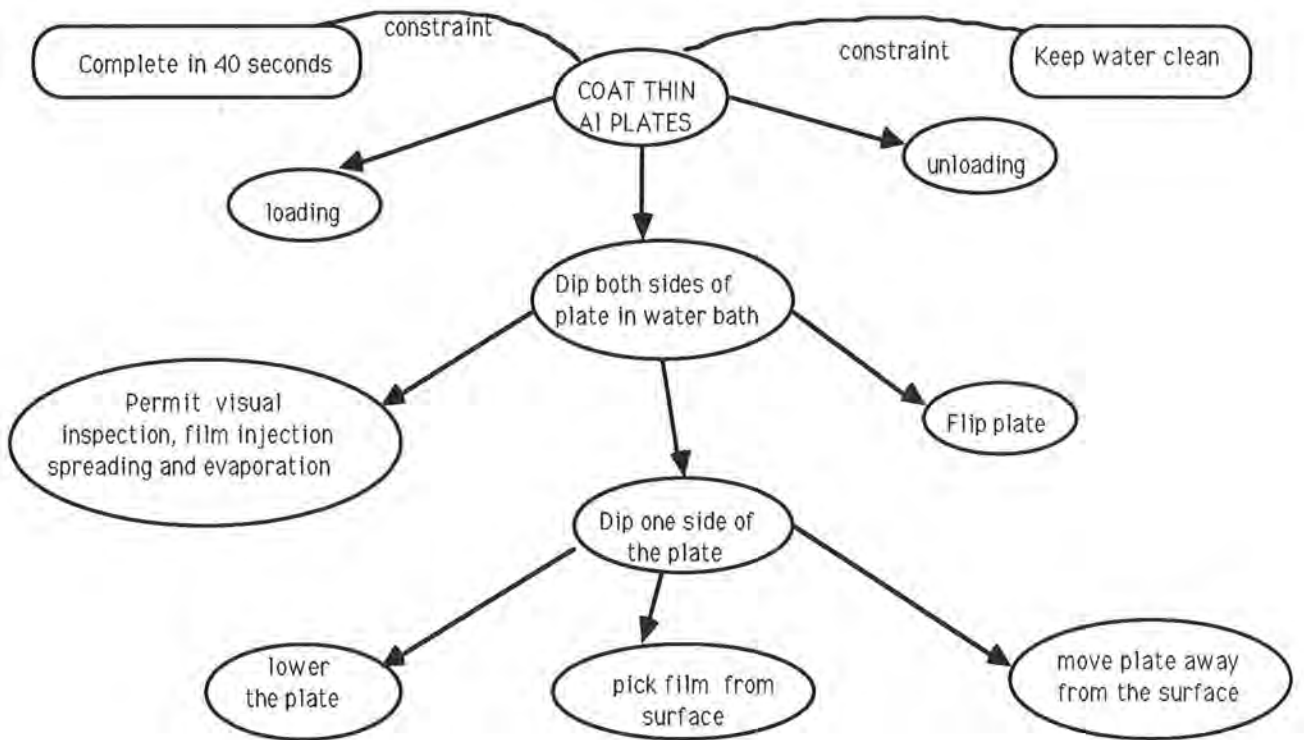 constraint
Complete in 40 seconds
constraint
Keep water clean
COAT THIN
Al PLATES
loading
unloading
Dip both sides of
plate in water bath
Permit visual
inspection, film injection
spreading and evaporation
Flip plate
Dip one side of
the plate
lower
the plate
pick film from
surface
move plate away
from the surface